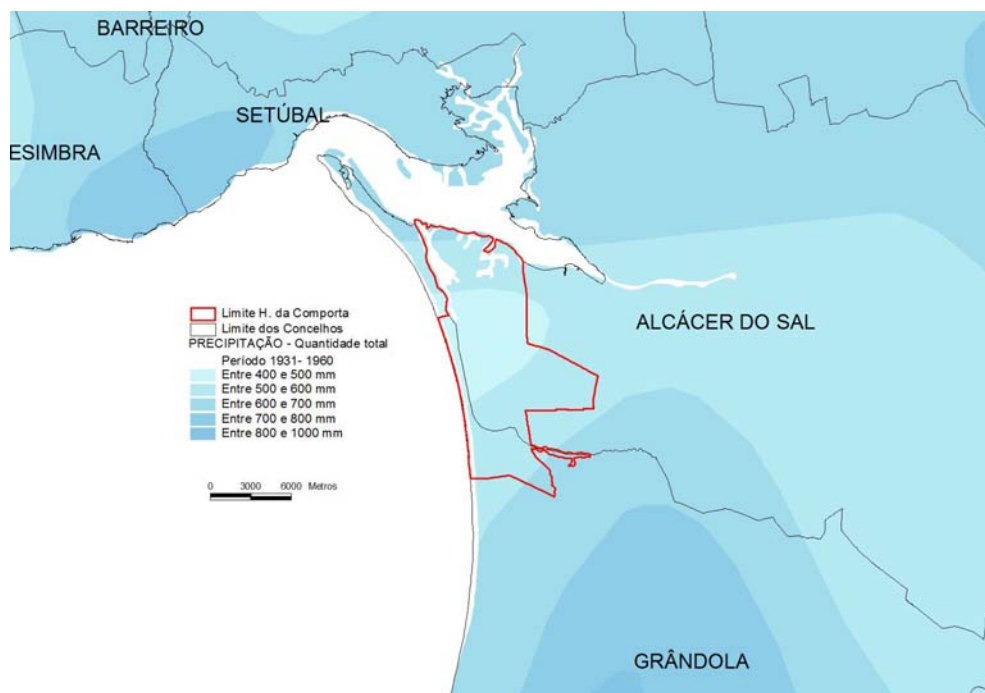 BARREIRO
SETÚBAL
ESIMBRA
ALCÁCER DO SAL
Limite H. da Comporta
Limite dos Concelhos
PRECIPITAÇÃO - Quantidade total
Período 1931- 1960
Entre 400 e 500 mm
Entre 500 e 600 mm
Entre 600 e 700 mm
Entre 700 e 800 mm
Entre 800 e 1000 mm
0 3000 6000 Metros
GRÂNDOLA